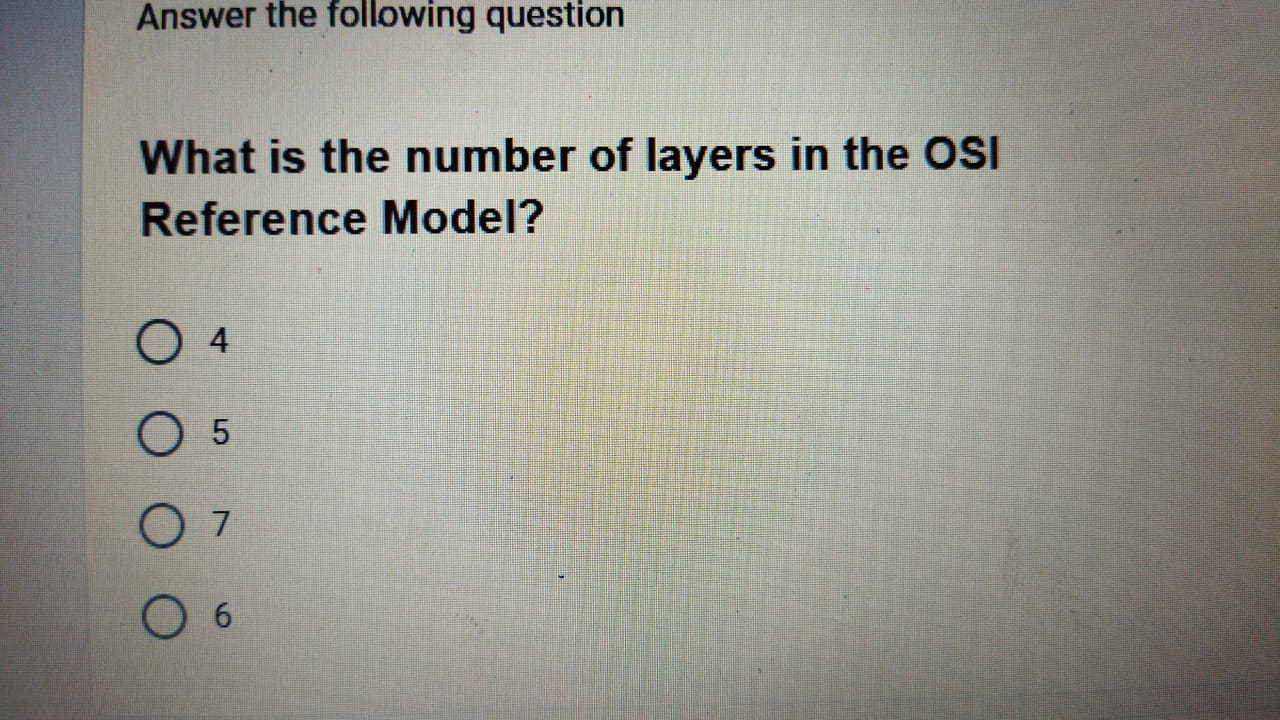 Answer the following question
What is the number of layers in the OSI
Reference Model?
4
5
7
6